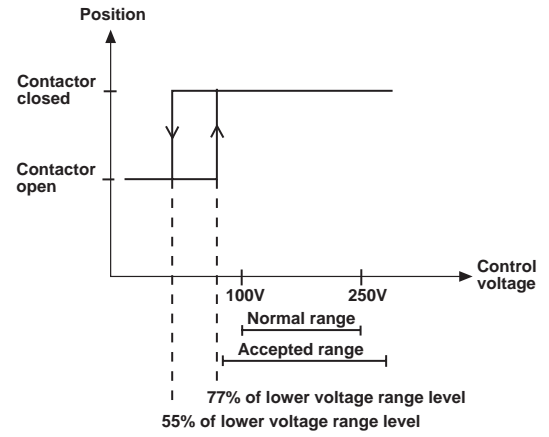 Position
Contactor
closed
Contactor
open
Control
voltage
100V
250V
Normal range
Accepted range
77% of lower voltage range level
55% of lower voltage range level